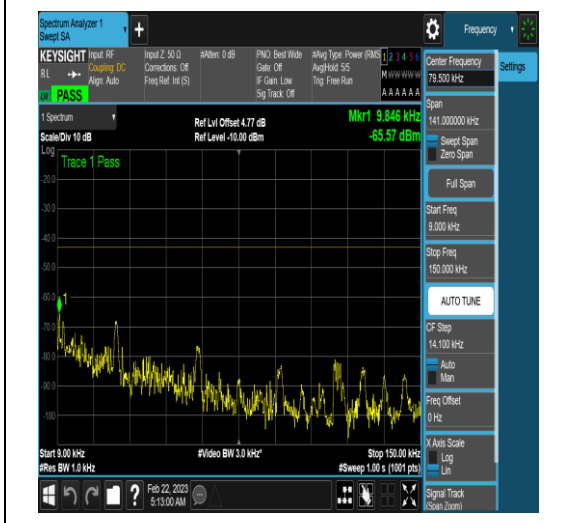 Spectrum Analyzer 1
Swept SA
+
Frequency
KEYSIGHT
Input: RF
Coupling: DC
Align: Auto
Input Z: 50 Ω
Corrections: Off
Freq Ref: Int (S)
#Atten: 0 dB
PNO: Best Wide
Gate: Off
IF Gain: Low
Sig Track: Off
#Avg Type: Power (RMS
Avg|Hold: 5/5
Trig: Free Run
1 2 3 4 5 6
M W W W W W
A A A A A A
RL
PASS
1 Spectrum
Scale/Div 10 dB
Ref Lvl Offset 4.77 dB
Ref Level -10.00 dBm
Mkr1 9.846 kHz
-65.57 dBm
Log
Trace 1 Pass
-20.0
-30.0
-40.0
-50.0
-60.0
1
-70.0
-80.0
-90.0
-100
Start 9.00 kHz
#Res BW 1.0 kHz
#Video BW 3.0 kHz*
Stop 150.00 kHz
#Sweep 1.00 s (1001 pts)
Feb 22, 2023
5:13:00 AM
Center Frequency
79.500 kHz
Settings
Span
141.000000 kHz
Swept Span
Zero Span
Full Span
Start Freq
9.000 kHz
Stop Freq
150.000 kHz
AUTO TUNE
CF Step
14.100 kHz
Auto
Man
Freq Offset
0 Hz
X Axis Scale
Log
Lin
Signal Track
(Span Zoom)